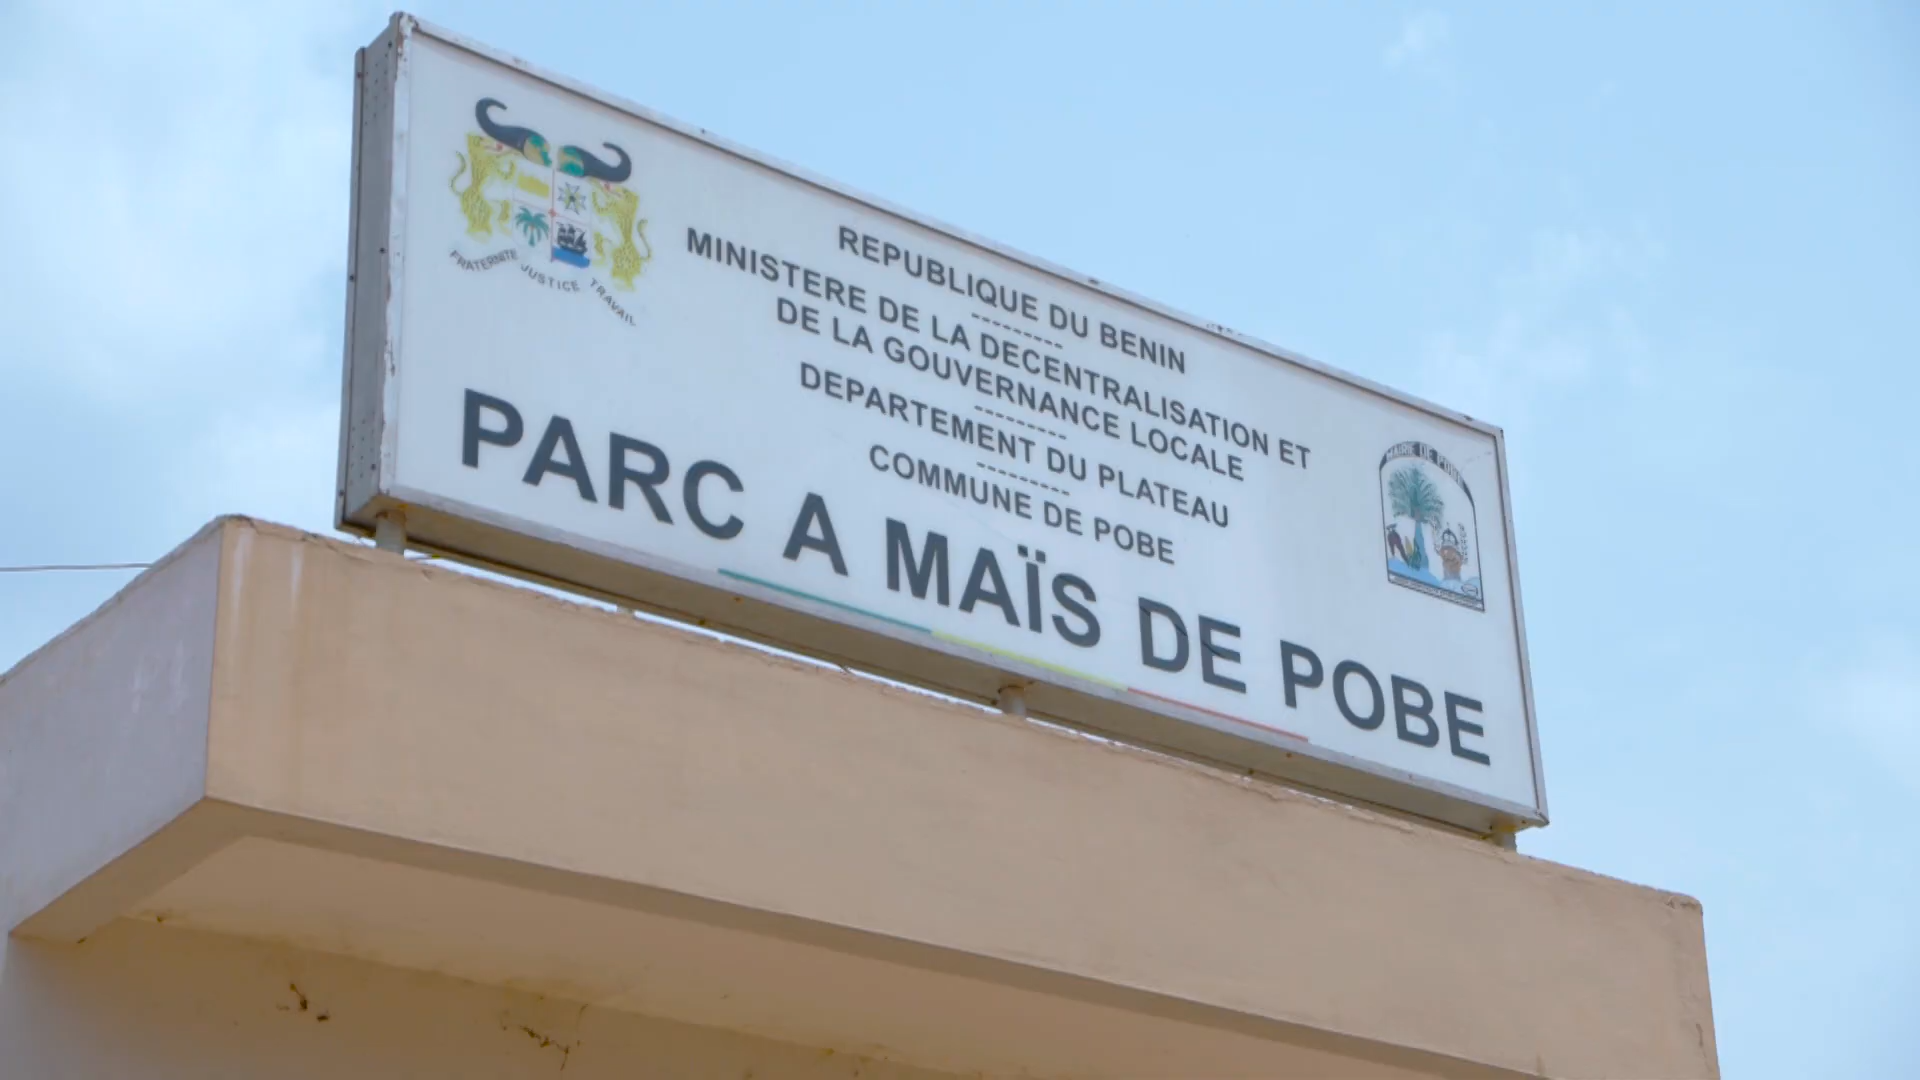 REPUBLIQUE DU BENIN
---------
MINISTERE DE LA DECENTRALISATION ET
DE LA GOUVERNANCE LOCALE
---------
DEPARTEMENT DU PLATEAU
---------
COMMUNE DE POBE
PARC A MAÏS DE POBE
FRATERNITE JUSTICE TRAVAIL
MAIRIE DE POBE